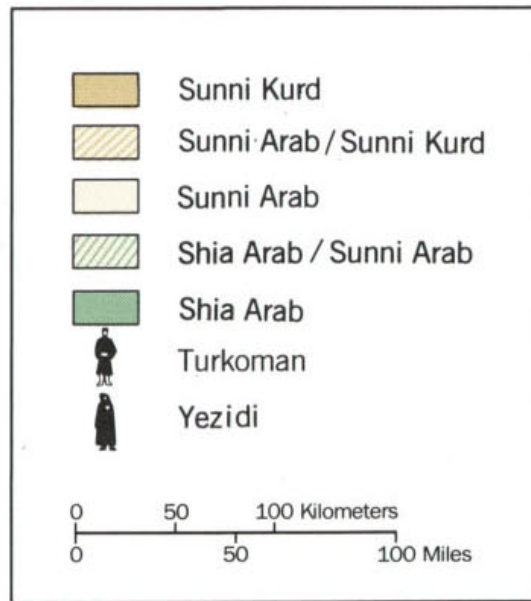 Sunni Kurd
Sunni Arab / Sunni Kurd
Sunni Arab
Shia Arab / Sunni Arab
Shia Arab
Turkoman
Yezidi
0 50 100 Kilometers
0 50 100 Miles